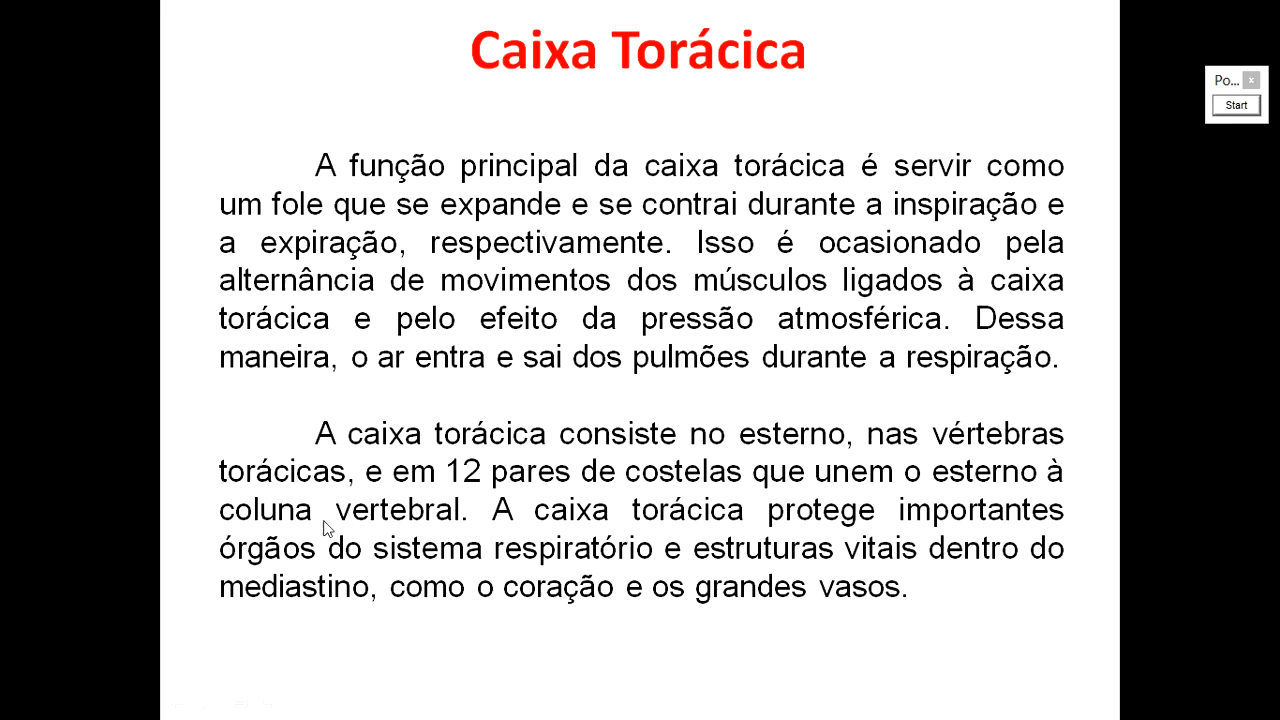 Caixa Torácica
Po...
x
Start
A função principal da caixa torácica é servir como
um fole que se expande e se contrai durante a inspiração e
a expiração, respectivamente. Isso é ocasionado pela
alternância de movimentos dos músculos ligados à caixa
torácica e pelo efeito da pressão atmosférica. Dessa
maneira, o ar entra e sai dos pulmões durante a respiração.
A caixa torácica consiste no esterno, nas vértebras
torácicas, e em 12 pares de costelas que unem o esterno à
coluna vertebral. A caixa torácica protege importantes
órgãos do sistema respiratório e estruturas vitais dentro do
mediastino, como o coração e os grandes vasos.